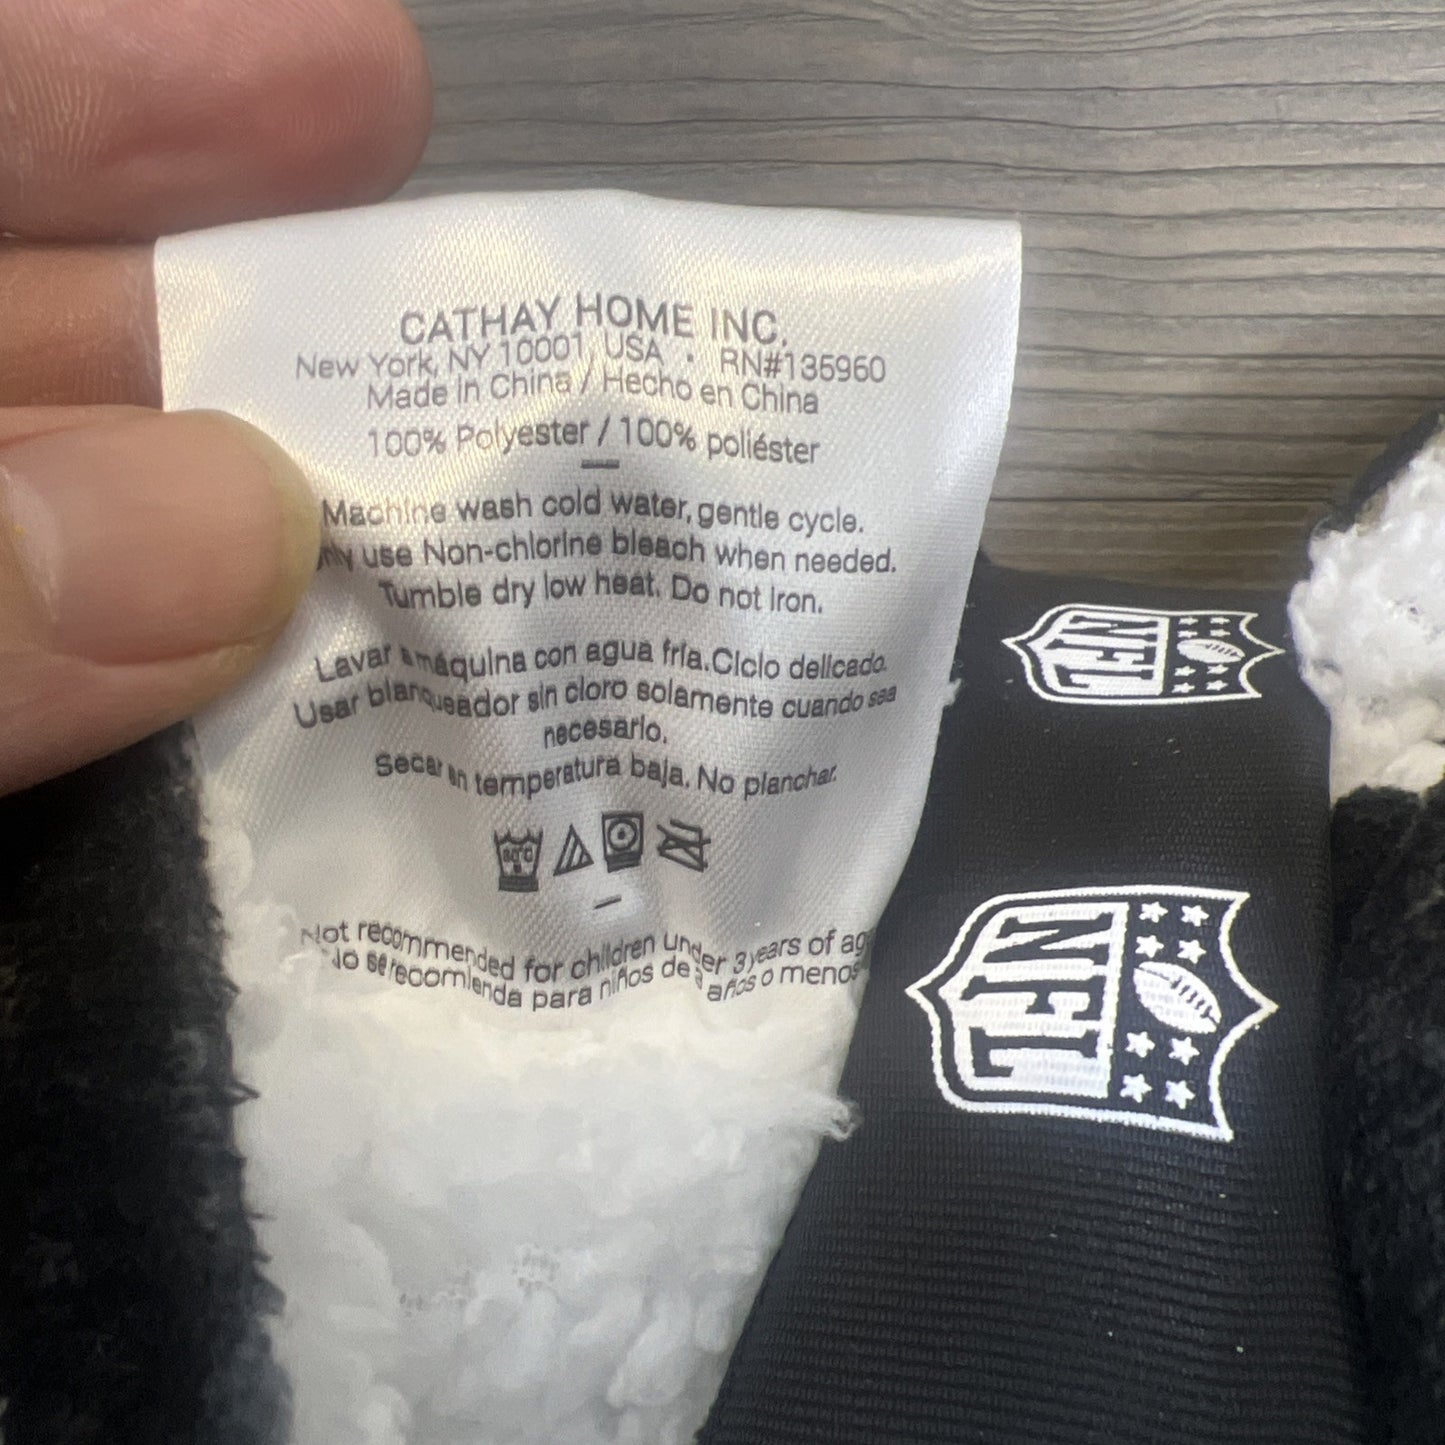 CATHAY HOME INC.
New York, NY 10001, USA • RN#135960
Made in China / Hecho en China
100% Polyester / 100% poliéster
Machine wash cold water, gentle cycle.
use Non-chlorine bleach when needed.
Tumble dry low heat. Do not Iron.
Lavar a máquina con agua fría. Ciclo delicado.
Usar blanqueador sin cloro solamente cuando sea
necesario.
Secar en temperatura baja. No planchar.
Not recommended for children under 3 years of
se recomienda para niños de 3 años o menos
NFL
NFL